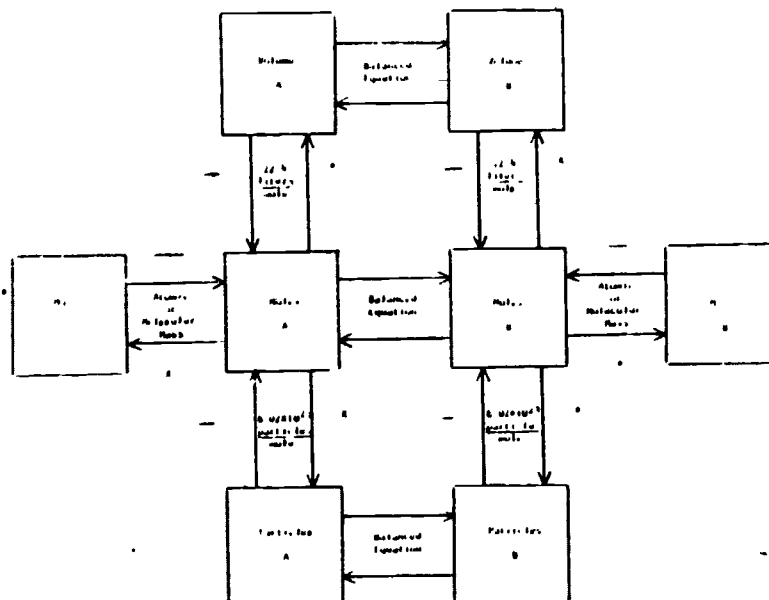 Volume
A
Balanced
Equation
Volume
B
22.4
liters
mole
22.4
liters
mole
Atomic
or
Molecular
Mass
Moles
A
Balanced
Equation
Moles
B
Atomic
or
Molecular
Mass
B
particles
mole
particles
mole
Particles
A
Balanced
Equation
Particles
B